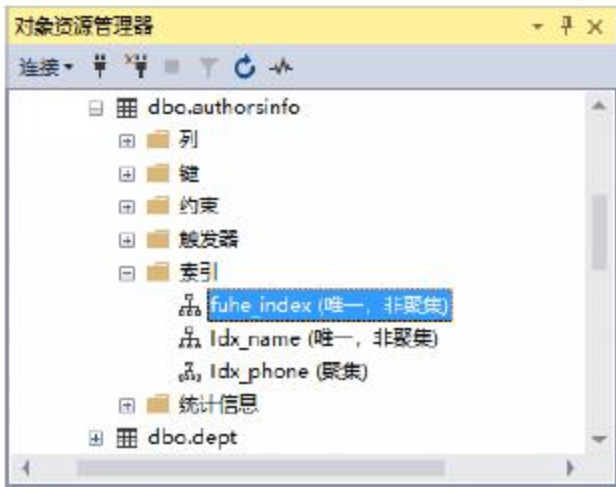 对象资源管理器
连接
dbo.authorsinfo
列
键
约束
触发器
索引
fuhe_index (唯一，非聚集)
Idx_name (唯一，非聚集)
Idx_phone (聚集)
统计信息
dbo.dept